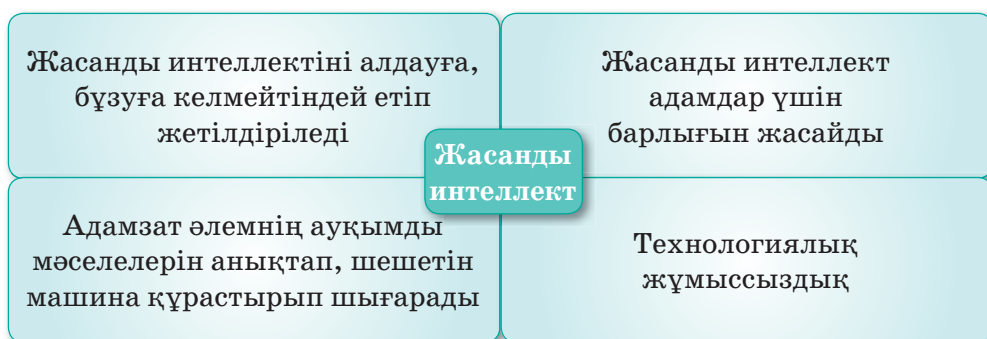 Жасанды интеллектіні алдауға,
бұзуға келмейтіндей етіп
жетілдіріледі
Жасанды интеллект
адамдар үшін
барлығын жасайды
Жасанды
интеллект
Адамзат әлемнің ауқымды
мәселелерін анықтап, шешетін
машина құрастырып шығарады
Технологиялық
жұмыссыздық